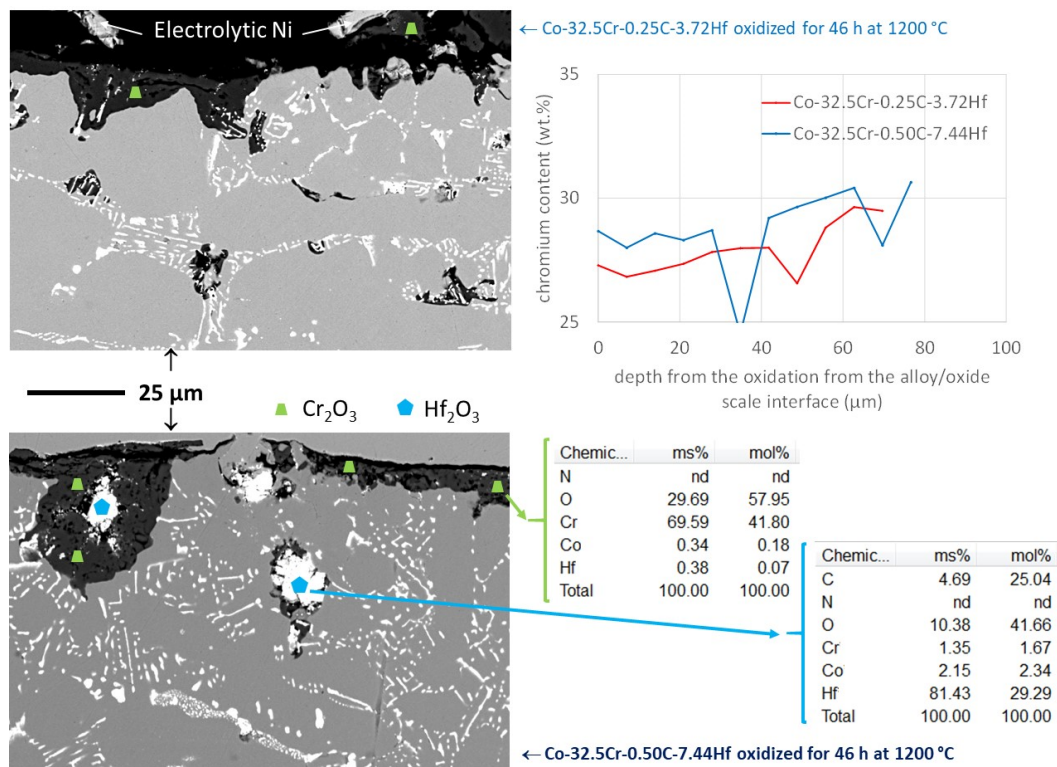 Electrolytic Ni
← Co-32.5Cr-0.25C-3.72Hf oxidized for 46 h at 1200 °C
35
30
25
chromium content (wt.%)
Co-32.5Cr-0.25C-3.72Hf
Co-32.5Cr-0.50C-7.44Hf
0 20 40 60 80 100
depth from the oxidation from the alloy/oxide
scale interface (µm)
25 µm
Cr₂O₃ Hf₂O₃
Chemic... ms% mol%
N nd nd
O 29.69 57.95
Cr 69.59 41.80
Co 0.34 0.18
Hf 0.38 0.07
Total 100.00 100.00
Chemic... ms% mol%
C 4.69 25.04
N nd nd
O 10.38 41.66
Cr 1.35 1.67
Co 2.15 2.34
Hf 81.43 29.29
Total 100.00 100.00
← Co-32.5Cr-0.50C-7.44Hf oxidized for 46 h at 1200 °C